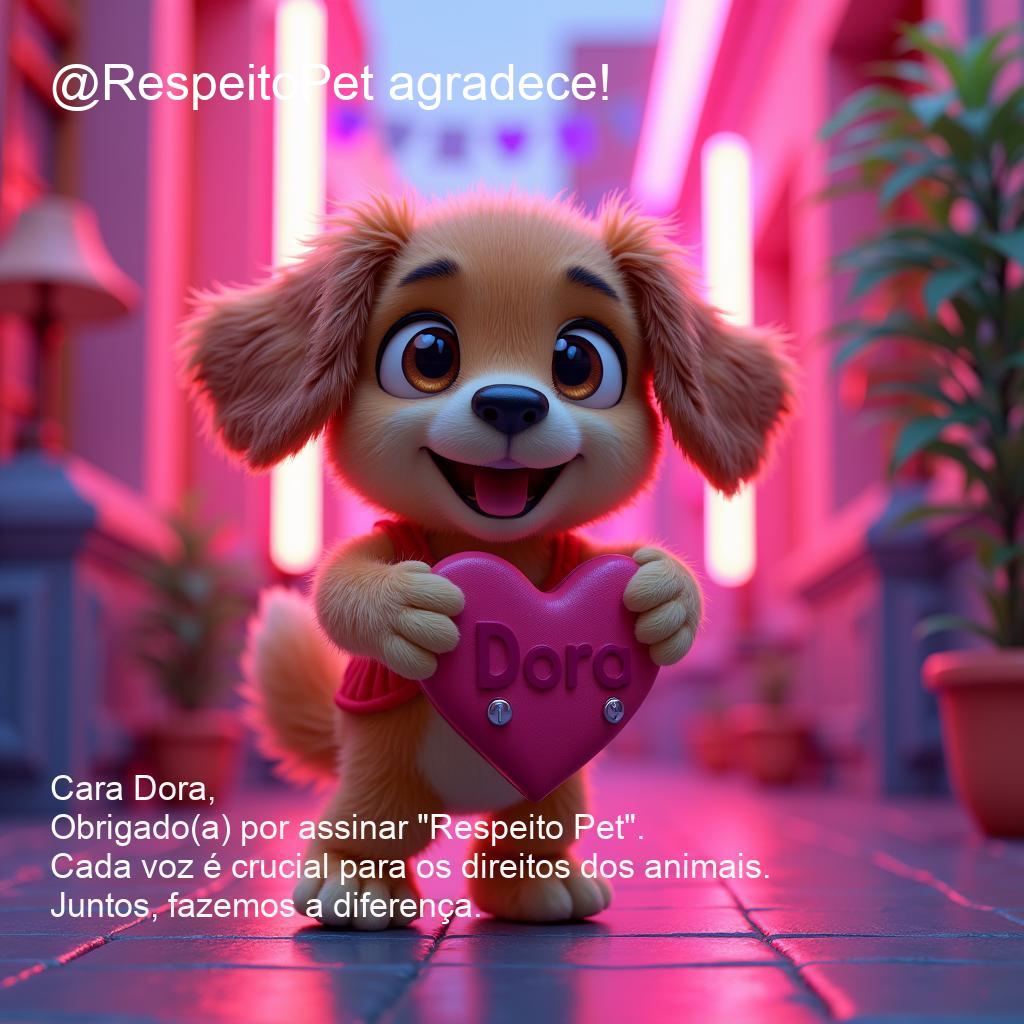 @RespeitoPet agradece!
Dora
Cara Dora,
Obrigado(a) por assinar "Respeito Pet".
Cada voz é crucial para os direitos dos animais.
Juntos, fazemos a diferença.